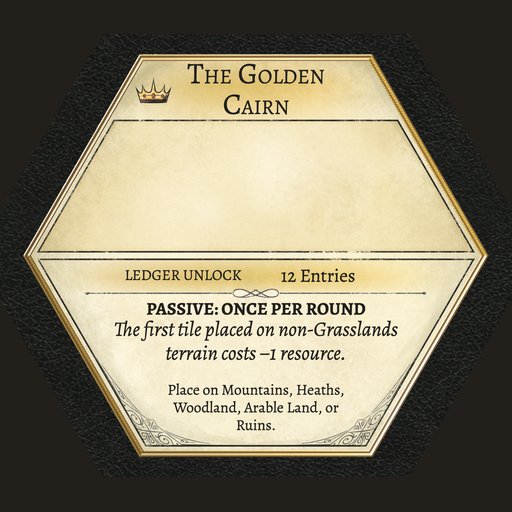 The Golden
Cairn
LEDGER UNLOCK 12 Entries
PASSIVE: ONCE PER ROUND
The first tile placed on non-Grasslands
terrain costs –1 resource.
Place on Mountains, Heaths,
Woodland, Arable Land, or
Ruins.